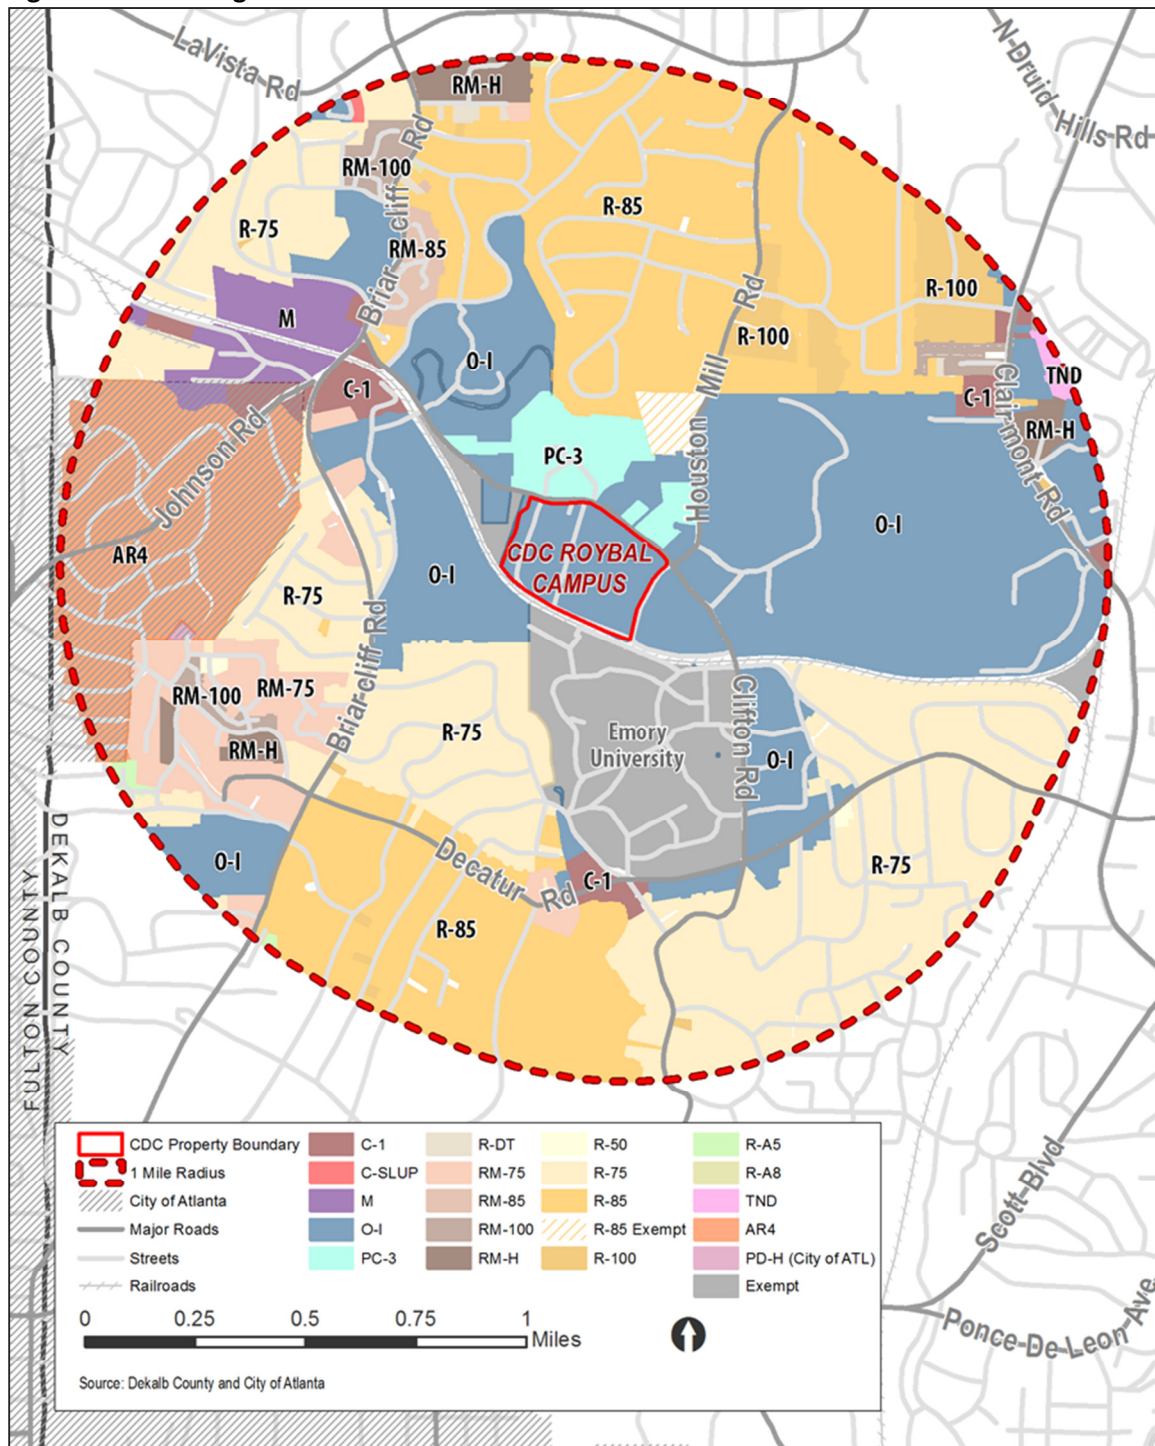 LaVista Rd
N Druid Hills Rd
RM-H
Briar cliff Rd
RM-100
R-85
R-75
RM-85
R-100
M
R-100
O-I
Houston Mill Rd
TND
C-1
C-1
Clairmont Rd
RM-H
Johnson Rd
PC-3
O-I
AR4
CDC ROYBAL
CAMPUS
O-I
R-75
Briarcliff Rd
RM-100
RM-75
R-75
Emory
University
Clifton Rd
RM-H
O-I
FULTON COUNTY
DEKALB COUNTY
O-I
Decatur Rd
C-1
R-75
R-85
Scott Blvd
Ponce De Leon Ave
CDC Property Boundary
1 Mile Radius
City of Atlanta
Major Roads
Streets
Railroads
C-1
C-SLUP
M
O-I
PC-3
R-DT
RM-75
RM-85
RM-100
RM-H
R-50
R-75
R-85
R-85 Exempt
R-100
R-A5
R-A8
TND
AR4
PD-H (City of ATL)
Exempt
0 0.25 0.5 0.75 1
Miles
Source: Dekalb County and City of Atlanta